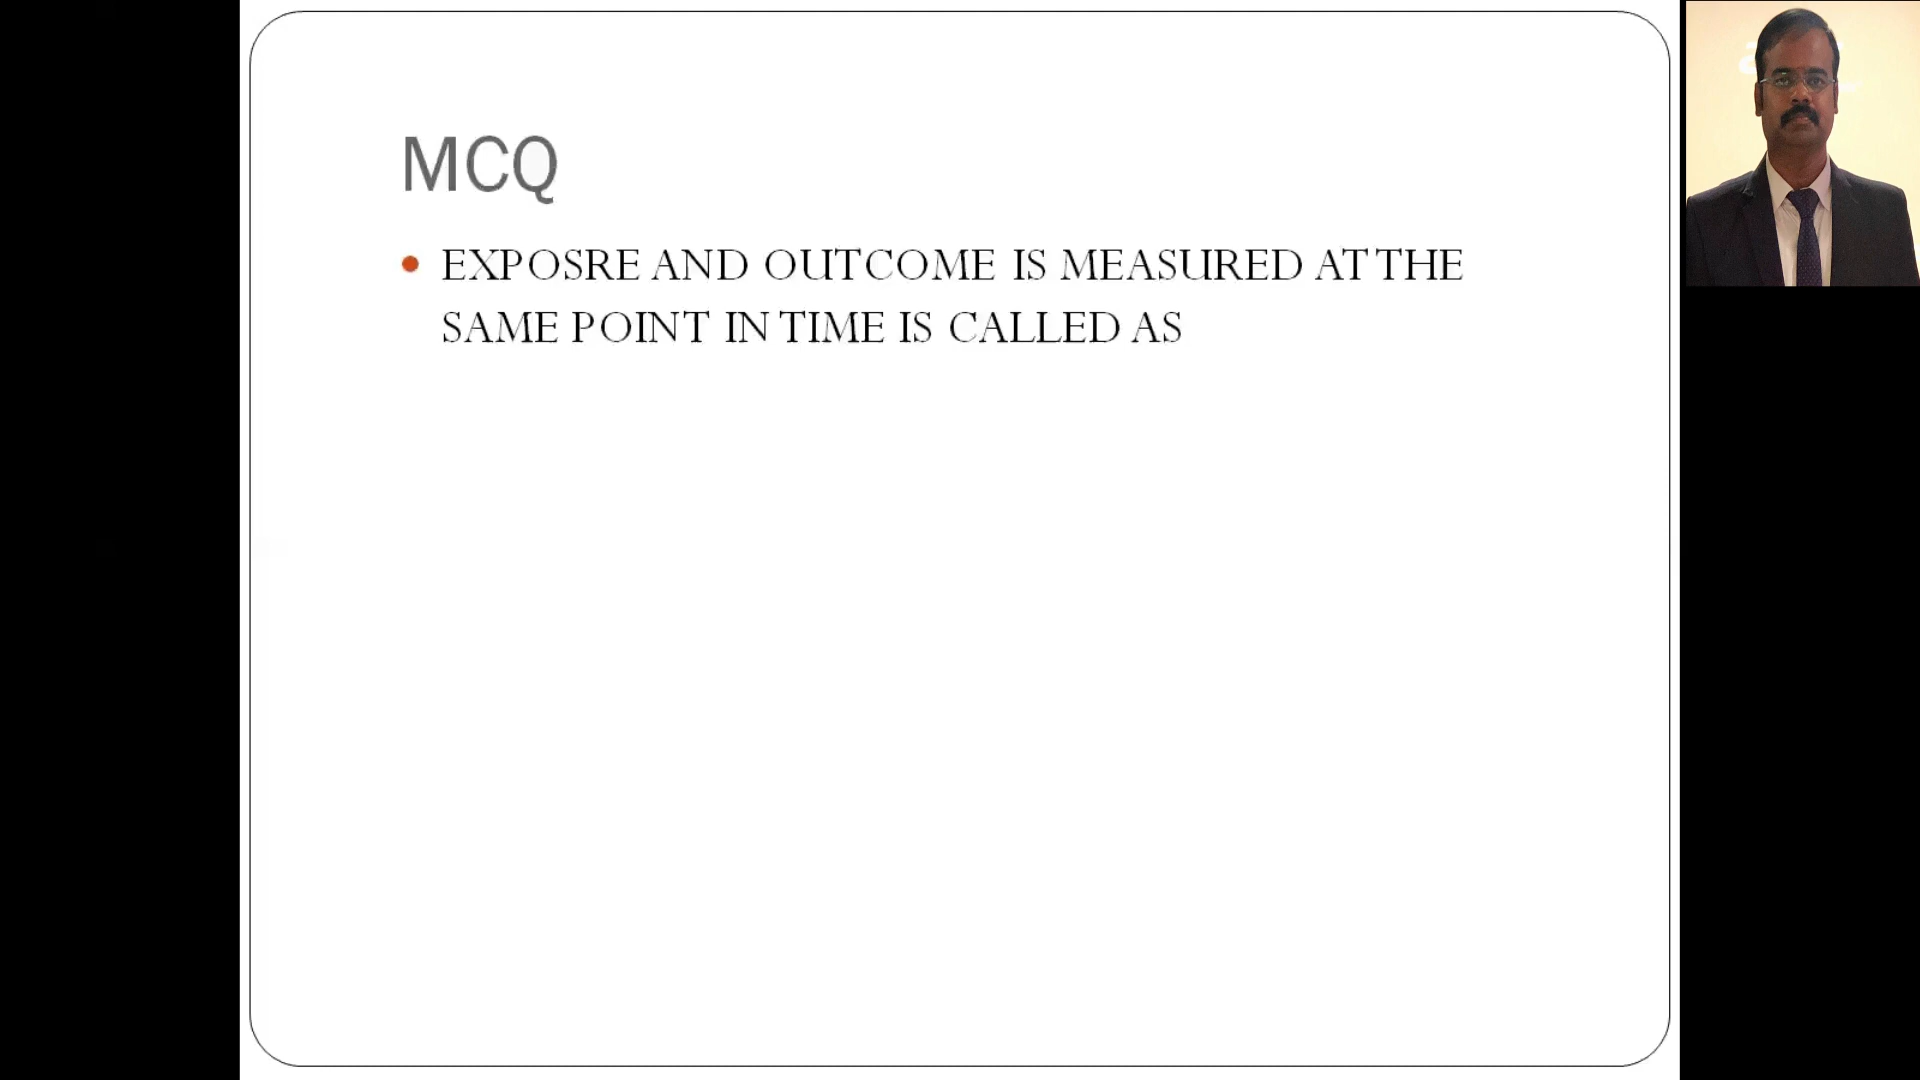 MCQ
EXPOSRE AND OUTCOME IS MEASURED AT THE
SAME POINT IN TIME IS CALLED AS